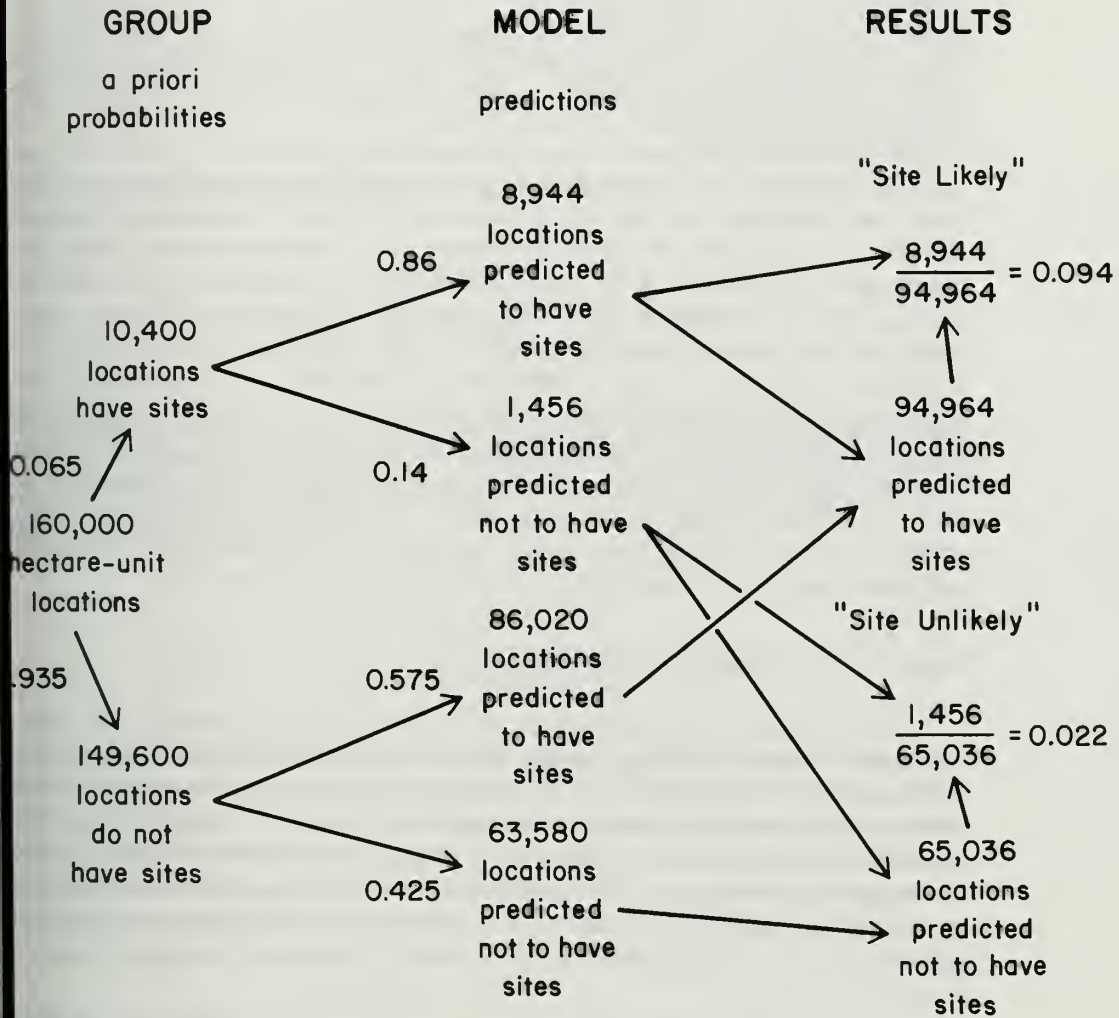 GROUP
a priori
probabilities
MODEL
predictions
RESULTS
10,400
locations
have sites
0.065
160,000
hectare-unit
locations
.935
149,600
locations
do not
have sites
0.86
0.14
0.575
0.425
8,944
locations
predicted
to have
sites
1,456
locations
predicted
not to have
sites
86,020
locations
predicted
to have
sites
63,580
locations
predicted
not to have
sites
"Site Likely"
8,944
94,964
= 0.094
94,964
locations
predicted
to have
sites
"Site Unlikely"
1,456
65,036
= 0.022
65,036
locations
predicted
not to have
sites